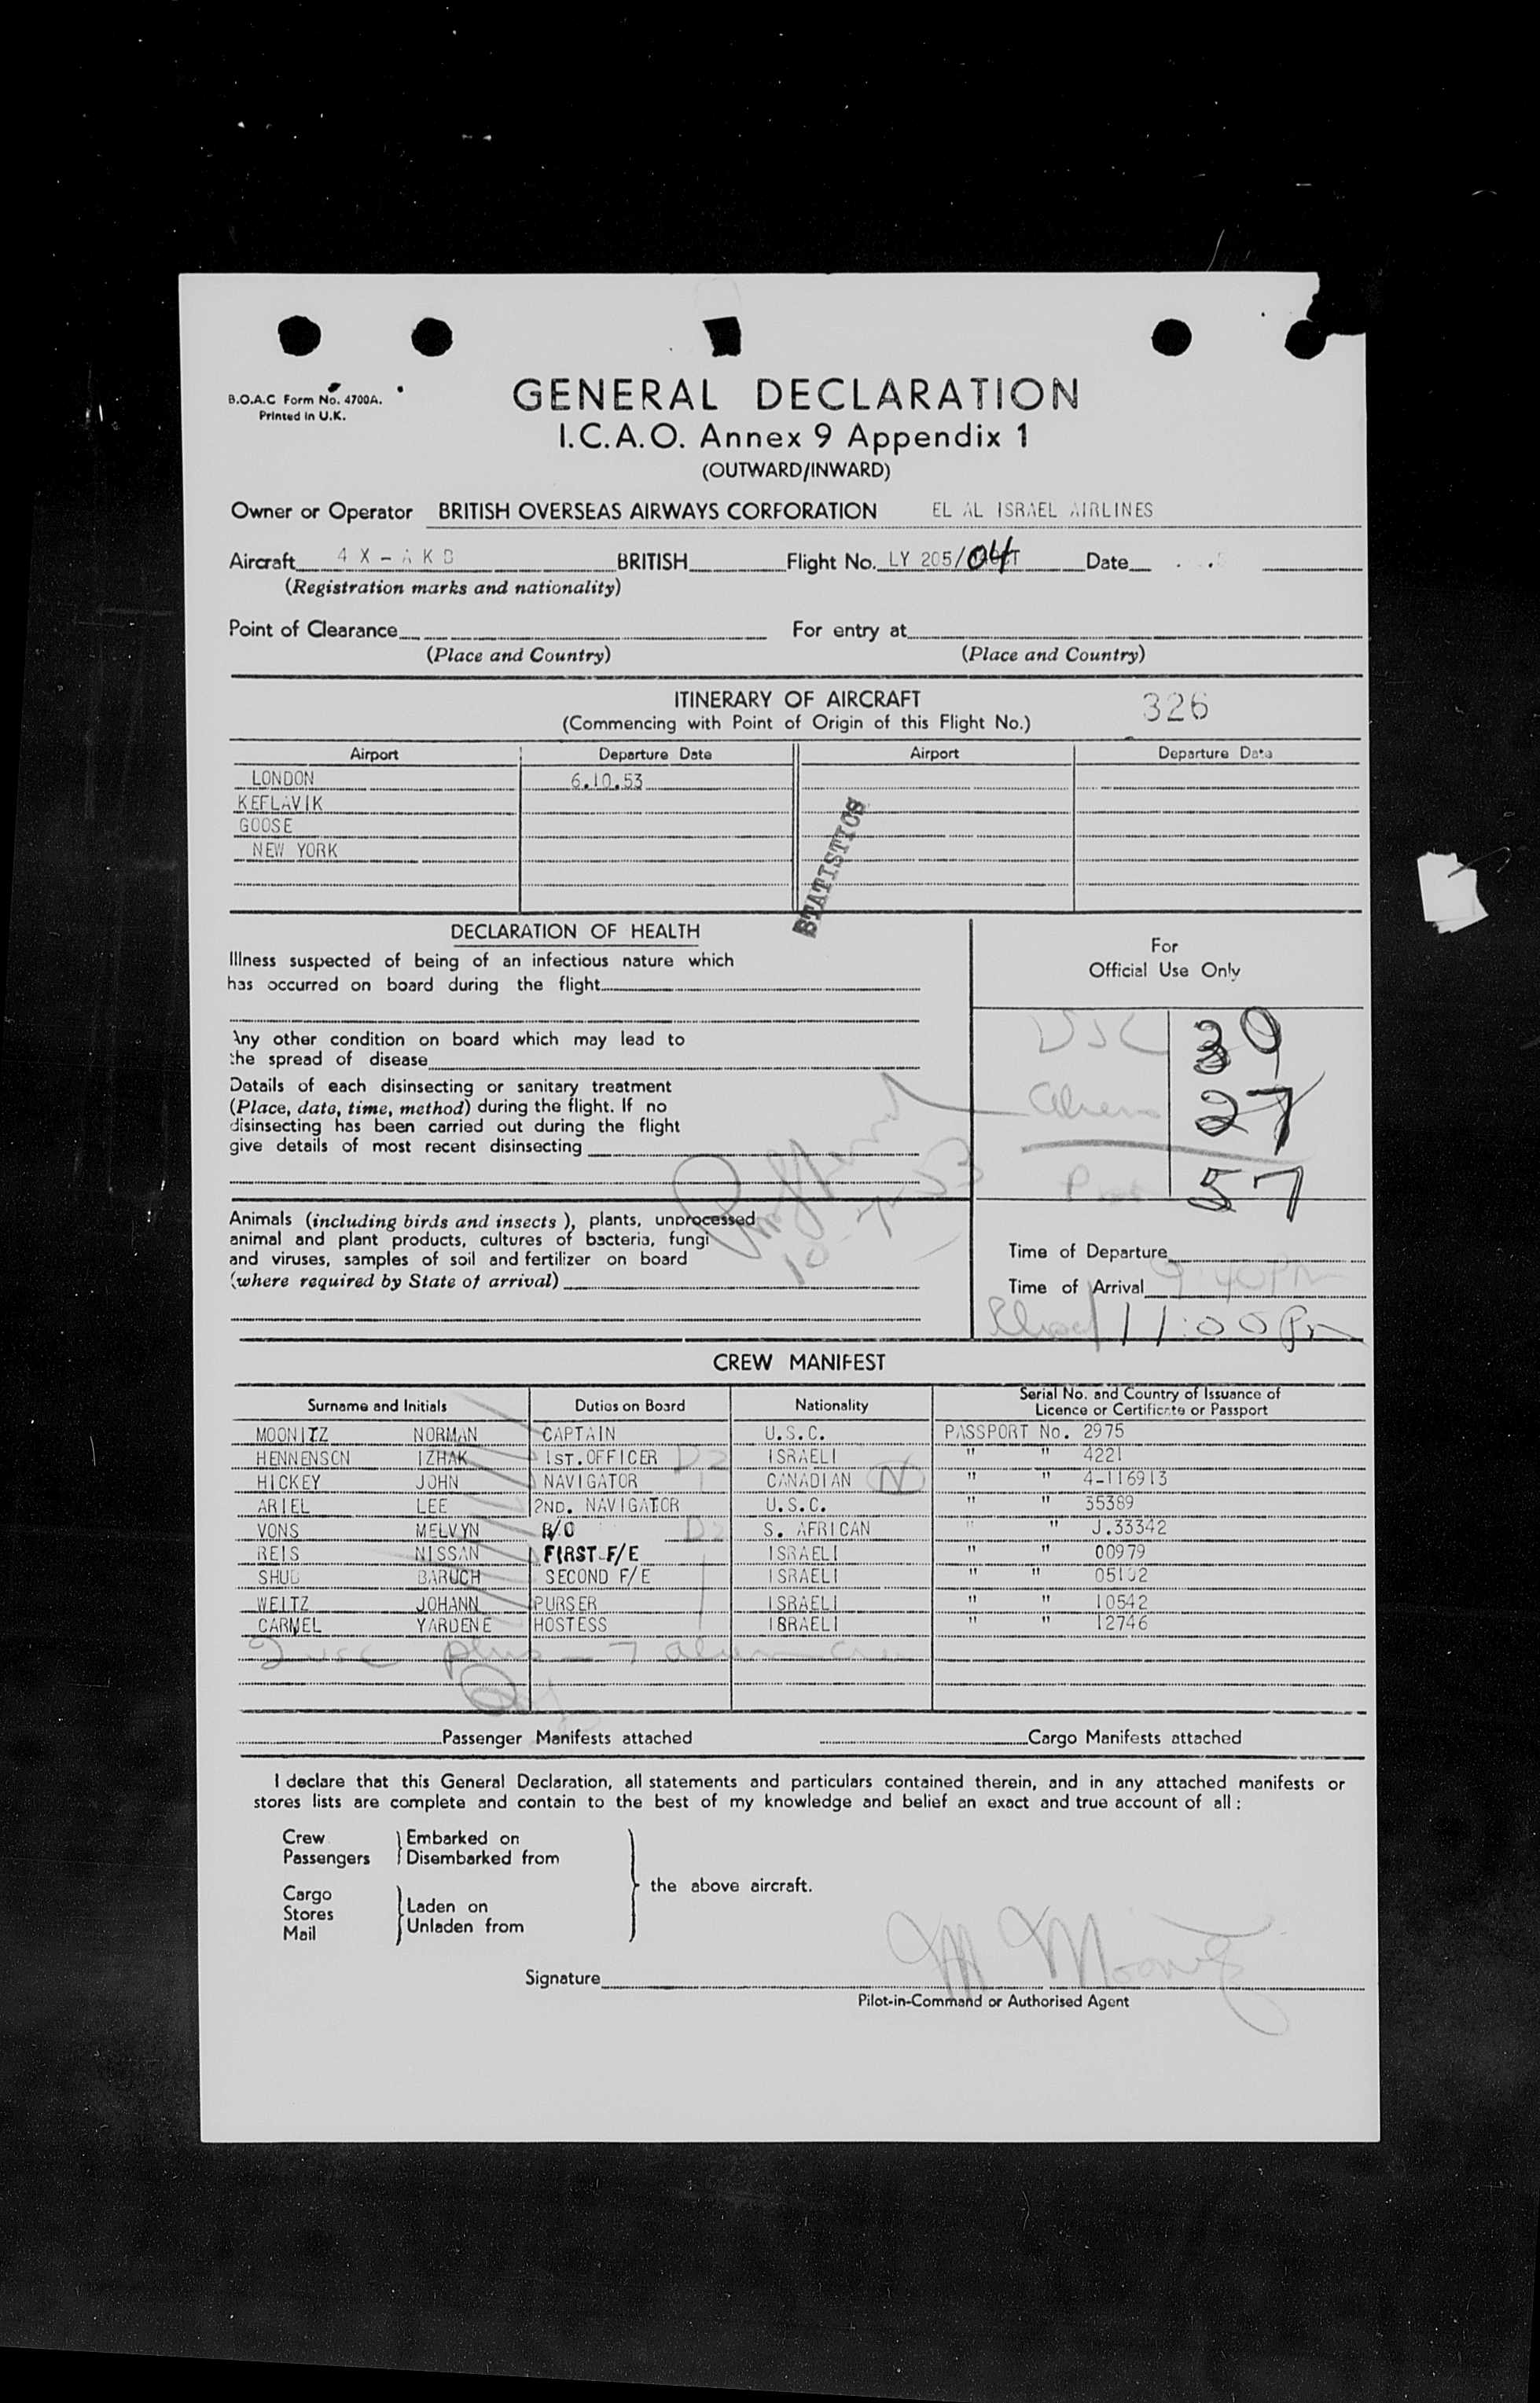 B.O.A.C Form No. 4700A.
Printed in U.K.
GENERAL DECLARATION
I.C.A.O. Annex 9 Appendix 1
(OUTWARD/INWARD)
Owner or Operator BRITISH OVERSEAS AIRWAYS CORPORATION EL AL ISRAEL AIRLINES
Aircraft 4 X – A K D BRITISH Flight No. LY 205/04 Date
(Registration marks and nationality)
Point of Clearance For entry at
(Place and Country) (Place and Country)
ITINERARY OF AIRCRAFT 326
(Commencing with Point of Origin of this Flight No.)
Airport Departure Date Airport Departure Date
LONDON 6.10.53
KEFLAVIK
GOOSE
NEW YORK
STATISTICS
DECLARATION OF HEALTH
Illness suspected of being of an infectious nature which
has occurred on board during the flight
Any other condition on board which may lead to
the spread of disease
Details of each disinsecting or sanitary treatment
(Place, date, time, method) during the flight. If no
disinsecting has been carried out during the flight
give details of most recent disinsecting
Animals (including birds and insects), plants, unprocessed
animal and plant products, cultures of bacteria, fungi
and viruses, samples of soil and fertilizer on board
(where required by State of arrival)
10-7-53
For
Official Use Only
USC 30
Aliens 27
57
Time of Departure
Time of Arrival 9:40PM
11:00 Pm
CREW MANIFEST
Surname and Initials Duties on Board Nationality Serial No. and Country of Issuance of Licence or Certificate or Passport
MOONITZ NORMAN CAPTAIN U.S.C. PASSPORT No. 2975
HENNENSON IZHAK 1ST. OFFICER D2 ISRAELI " " 4221
HICKEY JOHN NAVIGATOR CANADIAN N " " 4-116913
ARIEL LEE 2ND. NAVIGATOR U.S.C. " " 35389
VONS MELVYN R/O D2 S. AFRICAN " " J.33342
REIS NISSAN FIRST F/E ISRAELI " " 00979
SHUB BARUCH SECOND F/E ISRAELI " "
WEITZ JOHANN PURSER ISRAELI " " 10542
CARMEL YARDENE HOSTESS ISRAELI " " 12746
2 usc plus – 7 alien crew
Passenger Manifests attached Cargo Manifests attached
I declare that this General Declaration, all statements and particulars contained therein, and in any attached manifests or
stores lists are complete and contain to the best of my knowledge and belief an exact and true account of all:
Crew Embarked on
Passengers Disembarked from
the above aircraft.
Cargo
Stores Laden on
Mail Unladen from
Signature N Moonitz
Pilot-in-Command or Authorised Agent